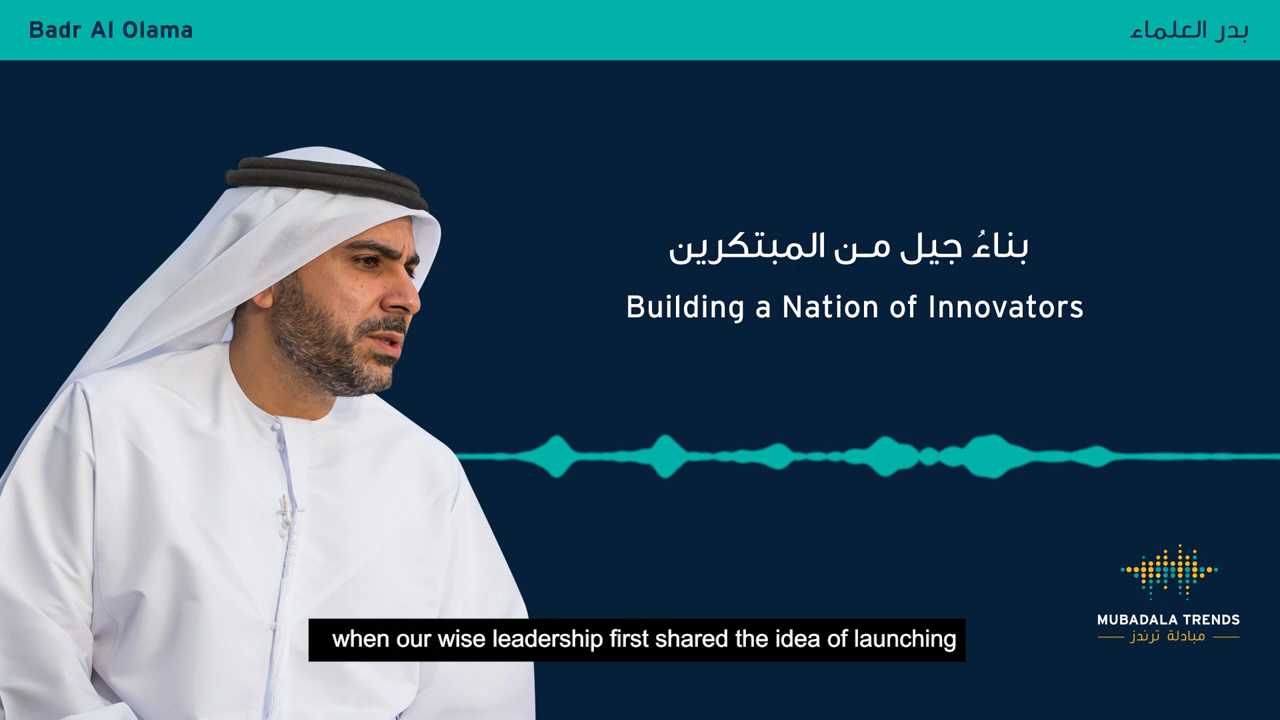 Badr Al Olama
بدر العلماء
بناءُ جيل مـن المبتكرين
Building a Nation of Innovators
MUBADALA TRENDS
مبادلة ترندز
when our wise leadership first shared the idea of launching